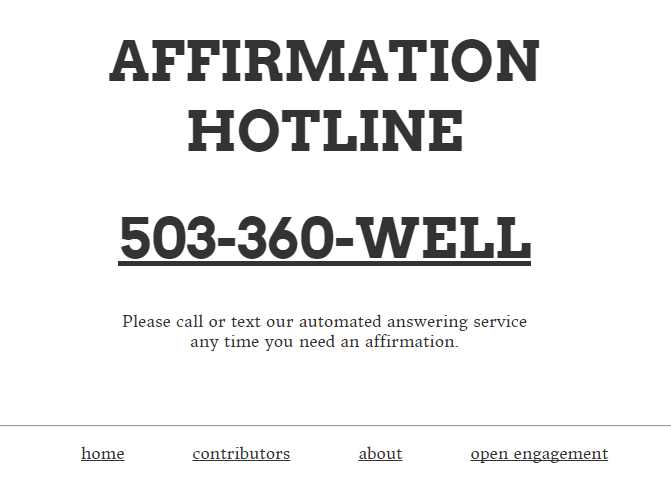 AFFIRMATION
HOTLINE
503-360-WELL
Please call or text our automated answering service
any time you need an affirmation.
home contributors about open engagement